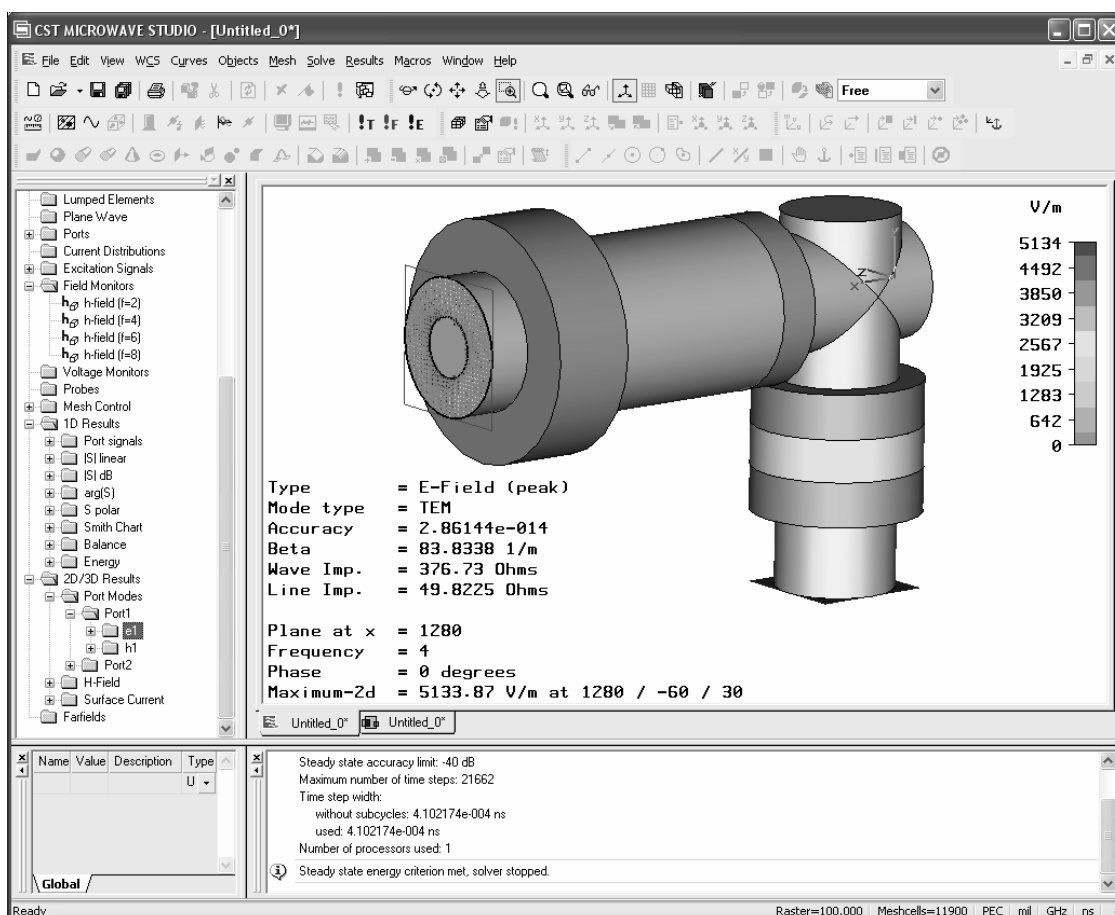 CST MICROWAVE STUDIO - [Untitled_0*]
File Edit View WCS Curves Objects Mesh Solve Results Macros Window Help
Free
!T !F !E
Lumped Elements
Plane Wave
Ports
Current Distributions
Excitation Signals
Field Monitors
h-field (f=2)
h-field (f=4)
h-field (f=6)
h-field (f=8)
Voltage Monitors
Probes
Mesh Control
1D Results
Port signals
|S| linear
|S| dB
arg(S)
S polar
Smith Chart
Balance
Energy
2D/3D Results
Port Modes
Port1
e1
h1
Port2
H-Field
Surface Current
Farfields
V/m
5134
4492
3850
3209
2567
1925
1283
642
0
Z
X
Y
Type = E-Field (peak)
Mode type = TEM
Accuracy = 2.86144e-014
Beta = 83.8338 1/m
Wave Imp. = 376.73 Ohms
Line Imp. = 49.8225 Ohms
Plane at x = 1280
Frequency = 4
Phase = 0 degrees
Maximum-2d = 5133.87 V/m at 1280 / -60 / 30
Untitled_0* Untitled_0*
Name Value Description Type
U
Global
Steady state accuracy limit: -40 dB
Maximum number of time steps: 21662
Time step width:
without subcycles: 4.102174e-004 ns
used: 4.102174e-004 ns
Number of processors used: 1
Steady state energy criterion met, solver stopped.
Ready Raster=100.000 Meshcells=11900 PEC mil GHz ns